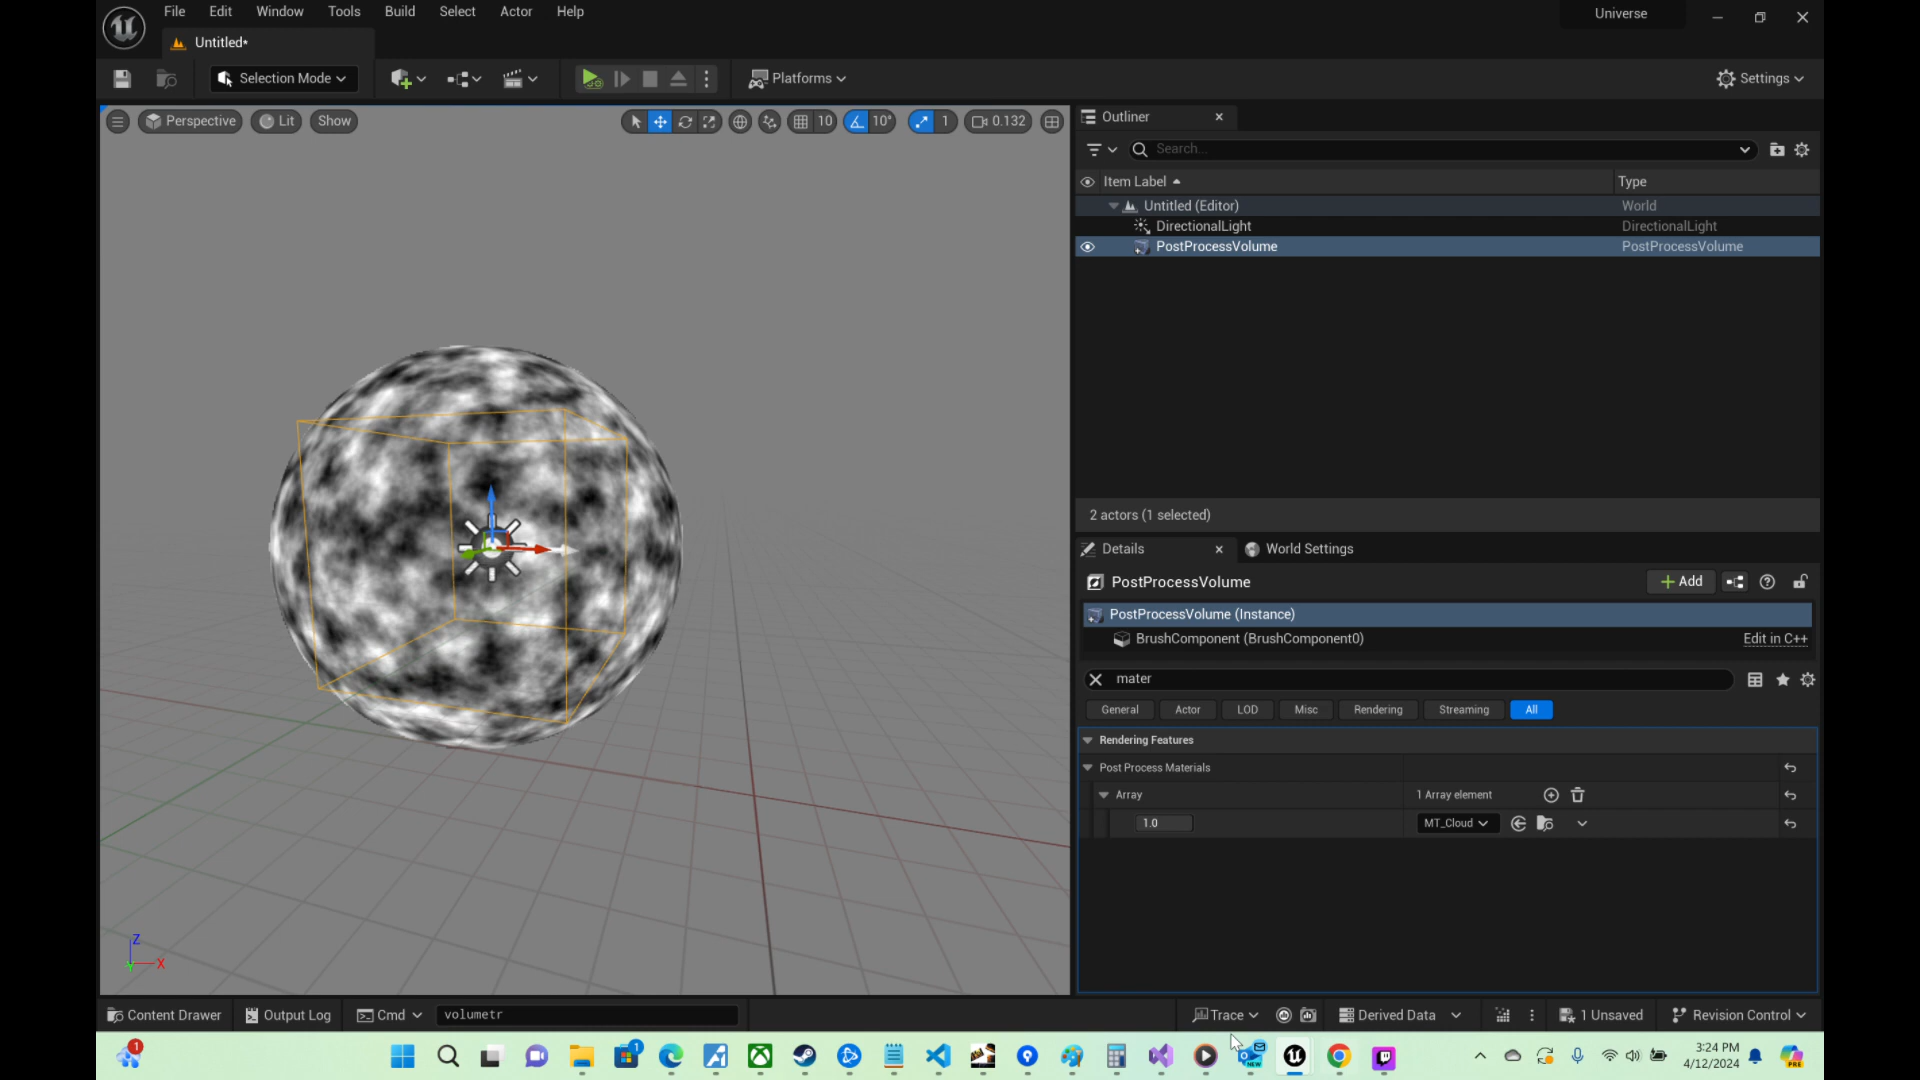 File Edit Window Tools Build Select Actor Help
Universe
Untitled*
Selection Mode
Platforms
Settings
Perspective Lit Show
10 10° 1 0.132
Outliner
Search...
Item Label Type
Untitled (Editor) World
DirectionalLight DirectionalLight
PostProcessVolume PostProcessVolume
2 actors (1 selected)
Details World Settings
PostProcessVolume Add
PostProcessVolume (Instance)
BrushComponent (BrushComponent0) Edit in C++
mater
General Actor LOD Misc Rendering Streaming All
Rendering Features
Post Process Materials
Array 1 Array element
1.0 MT_Cloud
Z
X
Y
Content Drawer Output Log Cmd volumetr Trace Derived Data 1 Unsaved Revision Control
1
1
NEW
PRE
3:24 PM
4/12/2024